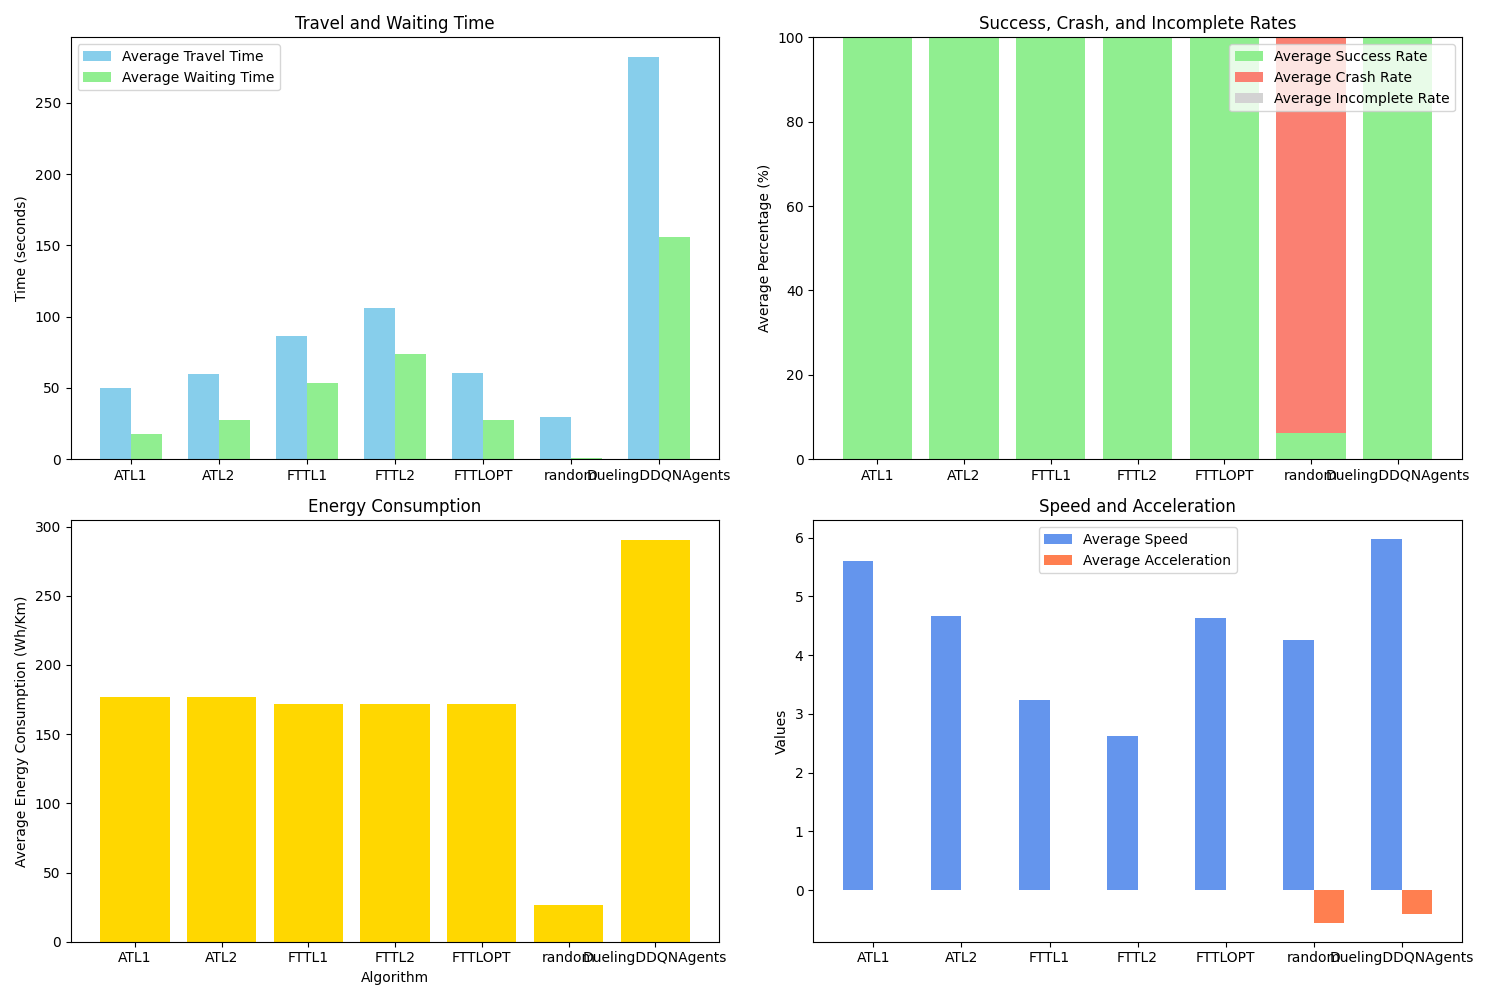 Travel and Waiting Time
Average Travel Time
Average Waiting Time
Time (seconds)
250
200
150
100
50
0
ATL1 ATL2 FTTL1 FTTL2 FTTLOPT random DuelingDDQNAgents
Success, Crash, and Incomplete Rates
Average Success Rate
Average Crash Rate
Average Incomplete Rate
Average Percentage (%)
100
80
60
40
20
0
ATL1 ATL2 FTTL1 FTTL2 FTTLOPT random DuelingDDQNAgents
Energy Consumption
Average Energy Consumption (Wh/Km)
300
250
200
150
100
50
0
ATL1 ATL2 FTTL1 FTTL2 FTTLOPT random DuelingDDQNAgents
Algorithm
Speed and Acceleration
Average Speed
Average Acceleration
Values
6
5
4
3
2
1
0
ATL1 ATL2 FTTL1 FTTL2 FTTLOPT random DuelingDDQNAgents